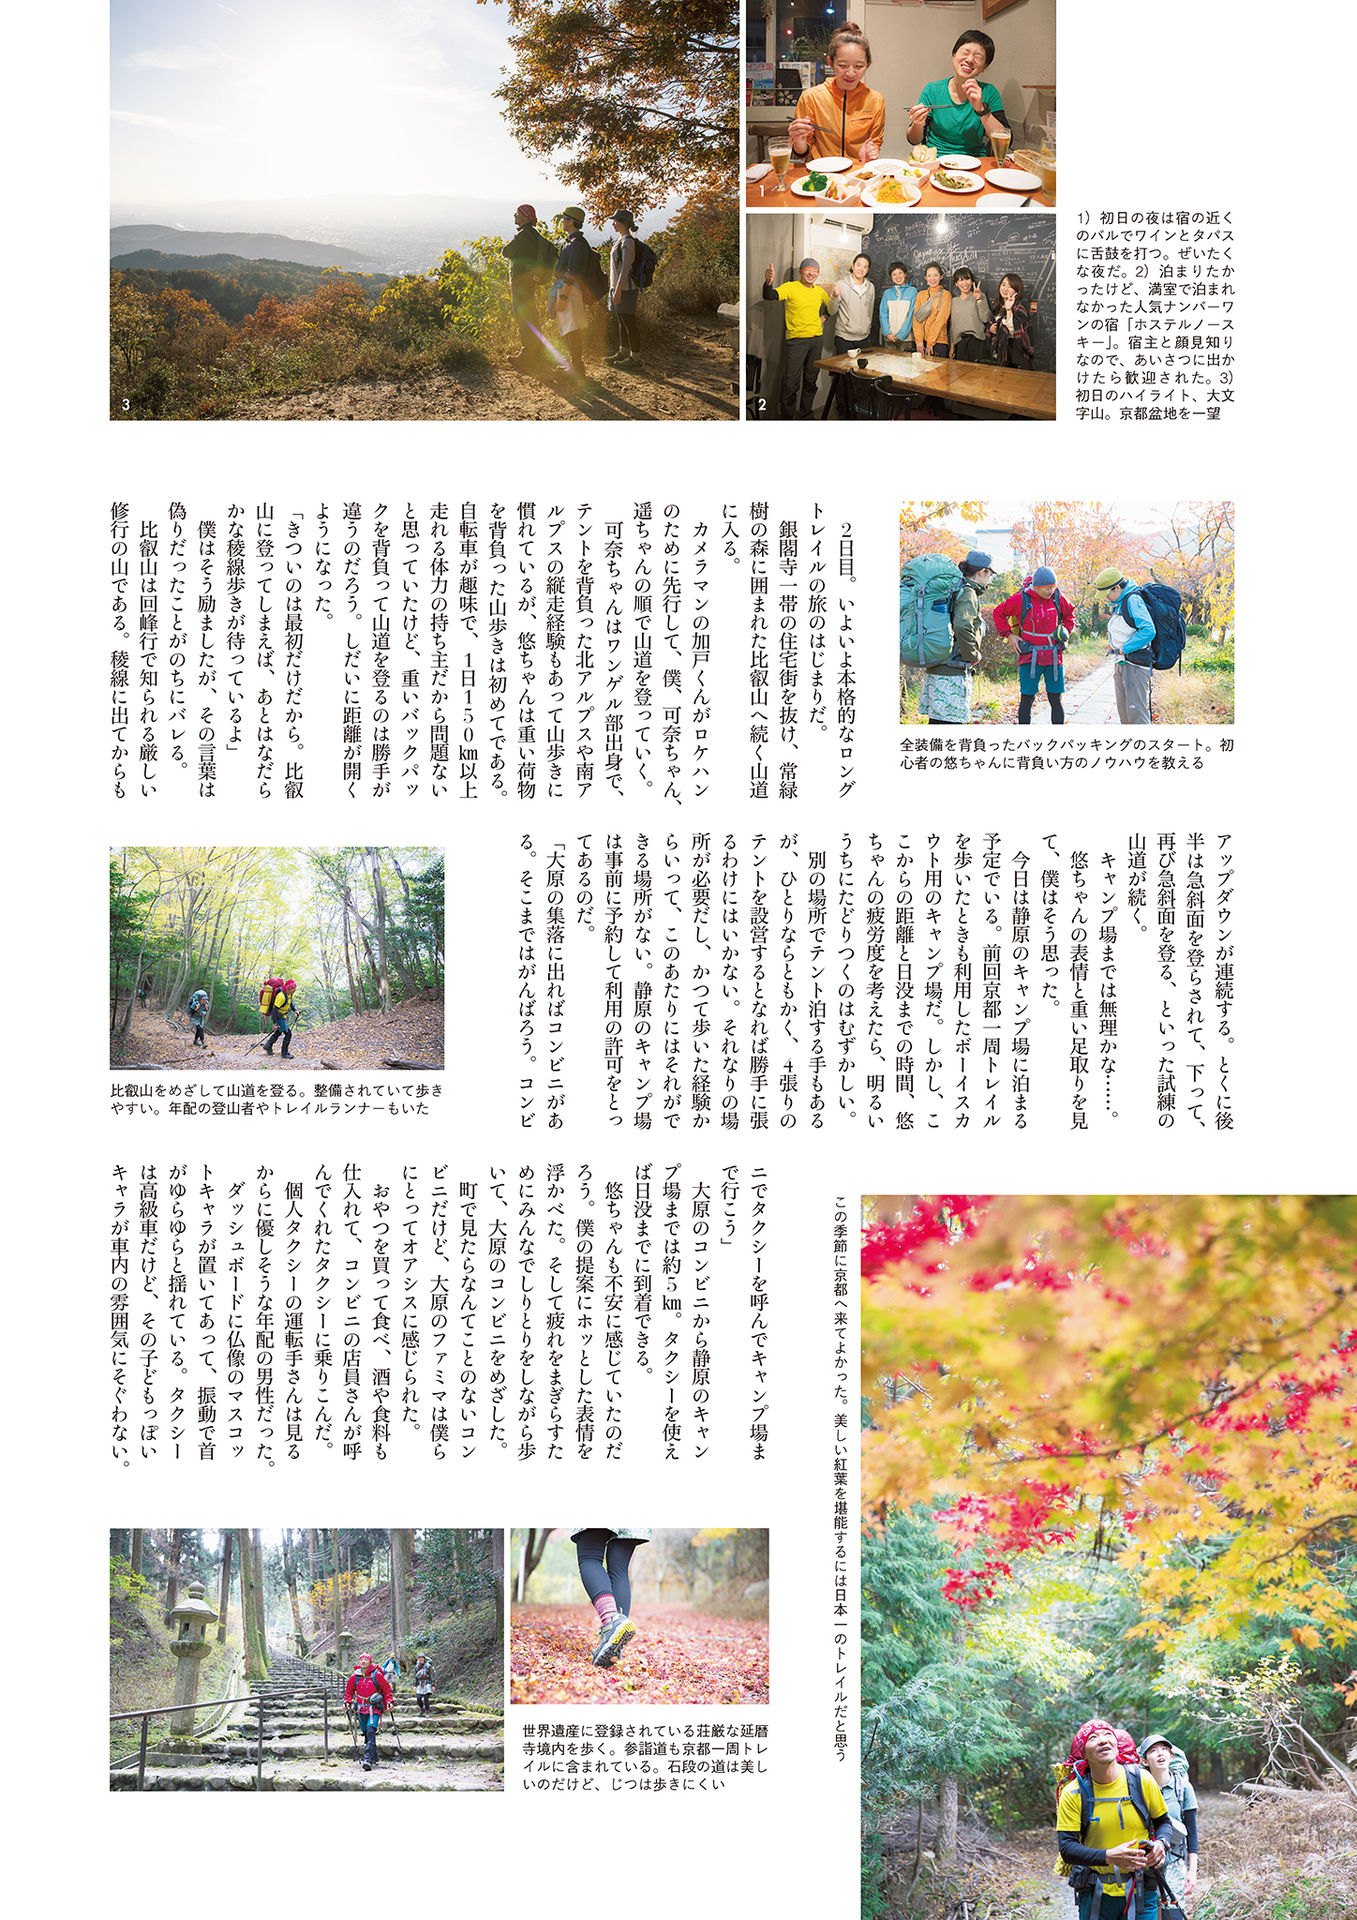 1）初日の夜は宿の近く
のバルでワインとタパス
に舌鼓を打つ。ぜいたく
な夜だ。2）泊まりたか
ったけど、満室で泊まれ
なかった人気ナンバーワ
ンの宿「ホステルノース
キー」。宿主と顔見知り
なので、あいさつに出か
けたら歓迎された。3）
初日のハイライト、大文
字山。京都盆地を一望
1
2
3
全装備を背負ったバックパッキングのスタート。初
心者の悠ちゃんに背負い方のノウハウを教える
２日目。いよいよ本格的なロング
トレイルの旅のはじまりだ。
銀閣寺一帯の住宅街を抜け、常緑
樹の森に囲まれた比叡山へ続く山道
に入る。
カメラマンの加戸くんがロケハン
のために先行して、僕、可奈ちゃん、
遥ちゃんの順で山道を登っていく。
可奈ちゃんはワンゲル部出身で、
テントを背負った北アルプスや南ア
ルプスの縦走経験もあって山歩きに
慣れているが、悠ちゃんは重い荷物
を背負った山歩きは初めてである。
自転車が趣味で、１日150㎞以上
走れる体力の持ち主だから問題ない
と思っていたけど、重いバックパッ
クを背負って山道を登るのは勝手が
違うのだろう。しだいに距離が開く
ようになった。
「きついのは最初だけだから。比叡
山に登ってしまえば、あとはなだら
かな稜線歩きが待っているよ」
僕はそう励ましたが、その言葉は
偽りだったことがのちにバレる。
比叡山は回峰行で知られる厳しい
修行の山である。稜線に出てからも
アップダウンが連続する。とくに後
半は急斜面を登らされて、下って、
再び急斜面を登る、といった試練の
山道が続く。
キャンプ場までは無理かな……。
悠ちゃんの表情と重い足取りを見
て、僕はそう思った。
今日は静原のキャンプ場に泊まる
予定でいる。前回京都一周トレイル
を歩いたときも利用したボーイスカ
ウト用のキャンプ場だ。しかし、こ
こからの距離と日没までの時間、悠
ちゃんの疲労度を考えたら、明るい
うちにたどりつくのはむずかしい。
別の場所でテント泊する手もある
が、ひとりならともかく、４張りの
テントを設営するとなれば勝手に張
るわけにはいかない。それなりの場
所が必要だし、かつて歩いた経験か
らいって、このあたりにはそれがで
きる場所がない。静原のキャンプ場
は事前に予約して利用の許可をとっ
てあるのだ。
「大原の集落に出ればコンビニがあ
る。そこまではがんばろう。コンビ
比叡山をめざして山道を登る。整備されていて歩き
やすい。年配の登山者やトレイルランナーもいた
ニでタクシーを呼んでキャンプ場ま
で行こう」
大原のコンビニから静原のキャン
プ場までは約５㎞。タクシーを使え
ば日没までに到着できる。
悠ちゃんも不安に感じていたのだ
ろう。僕の提案にホッとした表情を
浮かべた。そして疲れをまぎらすた
めにみんなでしりとりをしながら歩
いて、大原のコンビニをめざした。
町で見たらなんてことのないコン
ビニだけど、大原のファミマは僕ら
にとってオアシスに感じられた。
おやつを買って食べ、酒や食料も
仕入れて、コンビニの店員さんが呼
んでくれたタクシーに乗りこんだ。
個人タクシーの運転手さんは見る
からに優しそうな年配の男性だった。
ダッシュボードに仏像のマスコッ
トキャラが置いてあって、振動で首
がゆらゆらと揺れている。タクシー
は高級車だけど、その子どもっぽい
キャラが車内の雰囲気にそぐわない。
この季節に京都へ来てよかった。美しい紅葉を堪能するには日本一のトレイルだと思う
世界遺産に登録されている荘厳な延暦
寺境内を歩く。参詣道も京都一周トレ
イルに含まれている。石段の道は美し
いのだけど、じつは歩きにくい